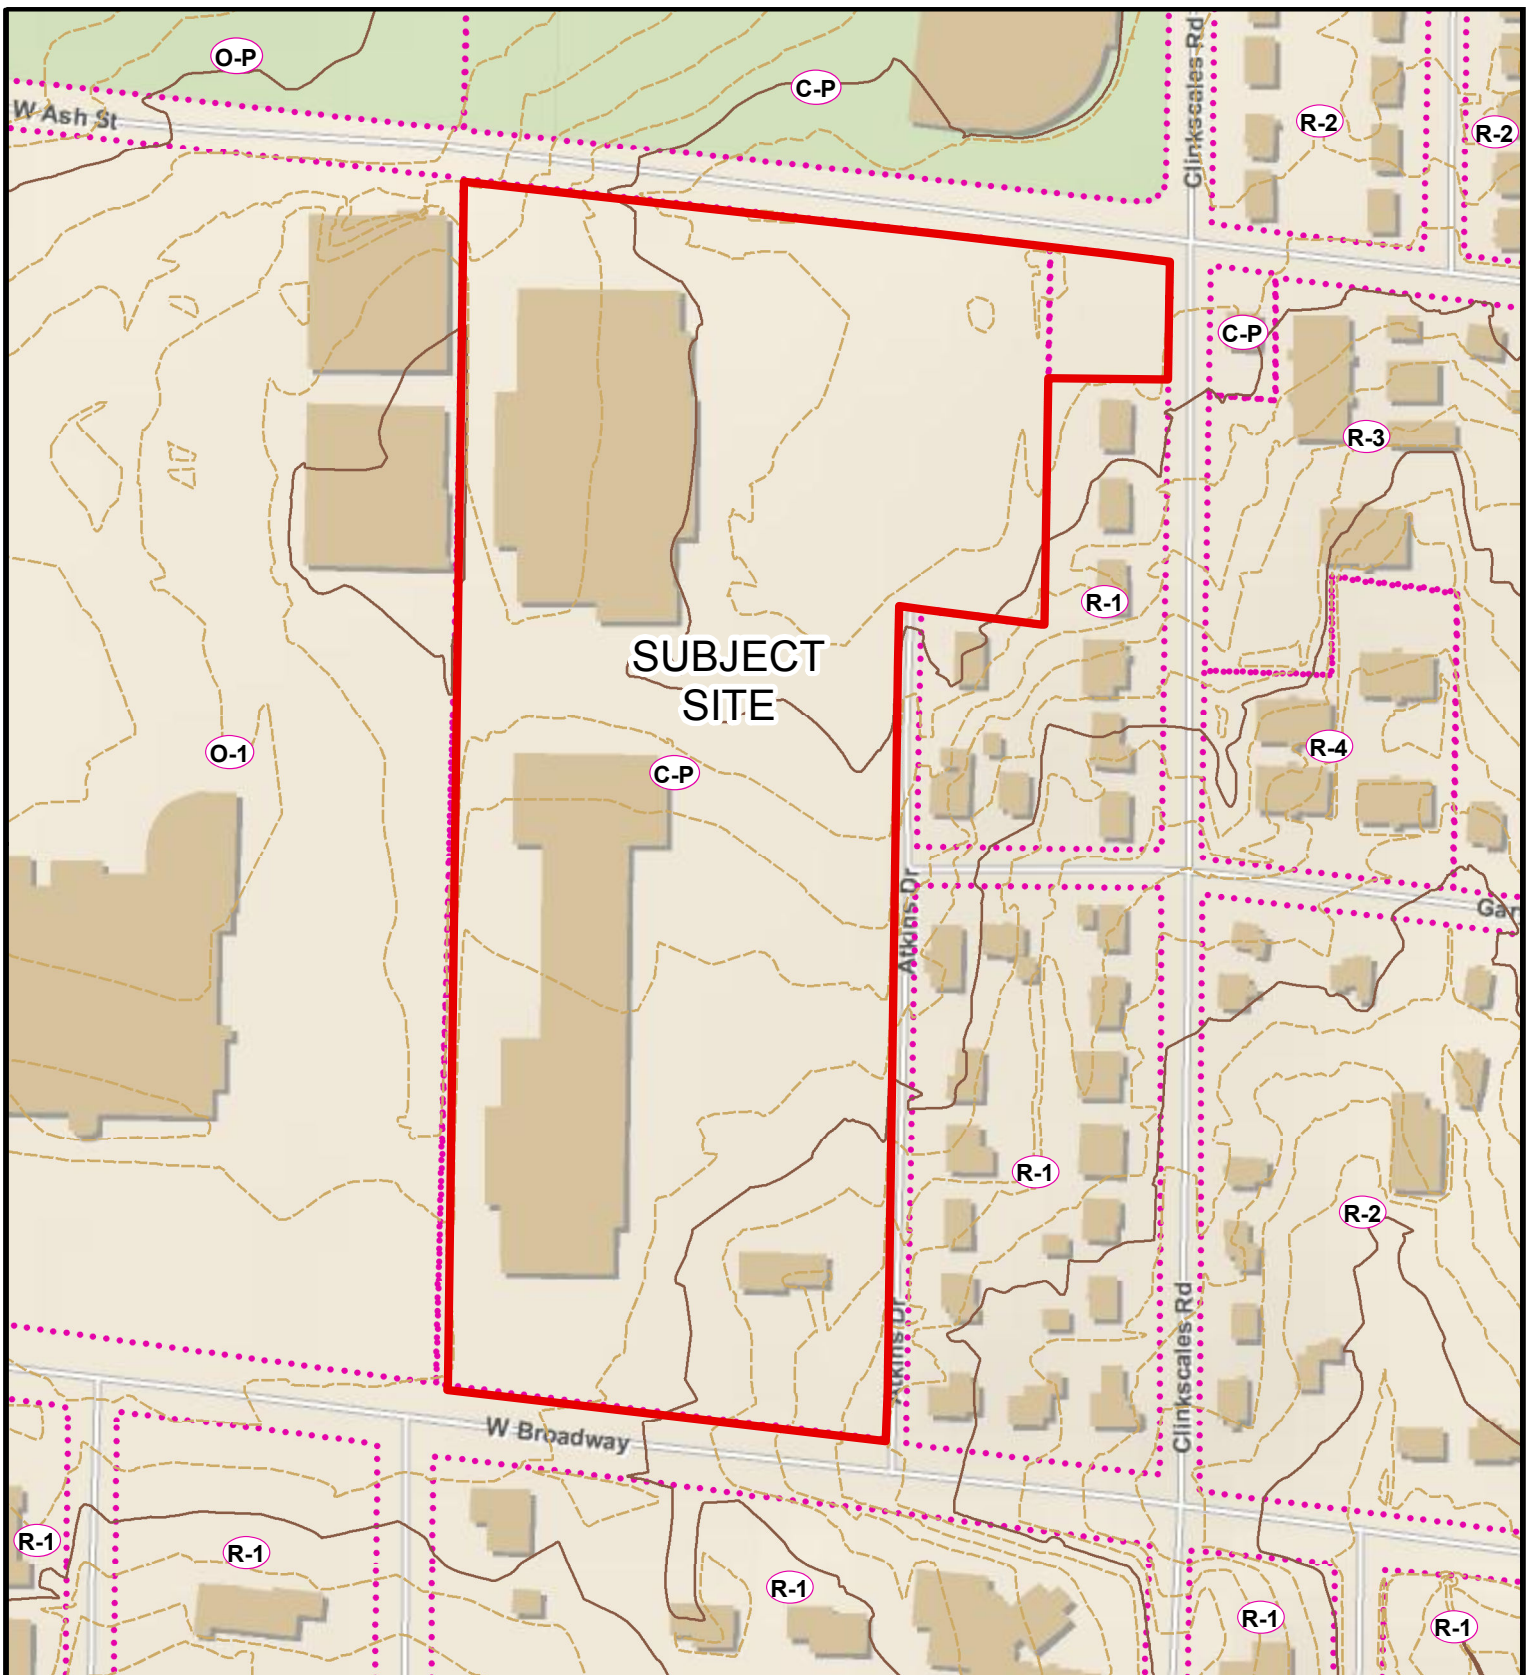 O-P
C-P
W Ash St
Clinkscales Rd
R-2
R-2
C-P
R-3
R-1
SUBJECT
SITE
O-1
C-P
R-4
Atkins Dr
Gar
R-1
R-2
Clinkscales Rd
Atkins Dr
W Broadway
R-1
R-1
R-1
R-1
R-1